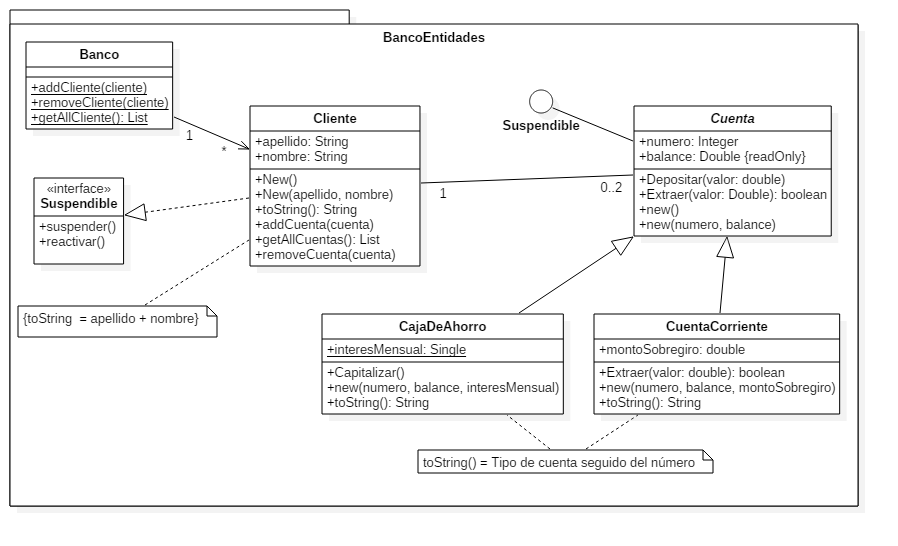 BancoEntidades
Banco
+addCliente(cliente)
+removeCliente(cliente)
+getAllCliente(): List
1
*
Cliente
+apellido: String
+nombre: String
+New()
+New(apellido, nombre)
+toString(): String
+addCuenta(cuenta)
+getAllCuentas(): List
+removeCuenta(cuenta)
Suspendible
Cuenta
+numero: Integer
+balance: Double {readOnly}
+Depositar(valor: double)
+Extraer(valor: Double): boolean
+new()
+new(numero, balance)
1
0..2
«interface»
Suspendible
+suspender()
+reactivar()
{toString  = apellido + nombre}
CajaDeAhorro
+interesMensual: Single
+Capitalizar()
+new(numero, balance, interesMensual)
+toString(): String
CuentaCorriente
+montoSobregiro: double
+Extraer(valor: double): boolean
+new(numero, balance, montoSobregiro)
+toString(): String
toString() = Tipo de cuenta seguido del número